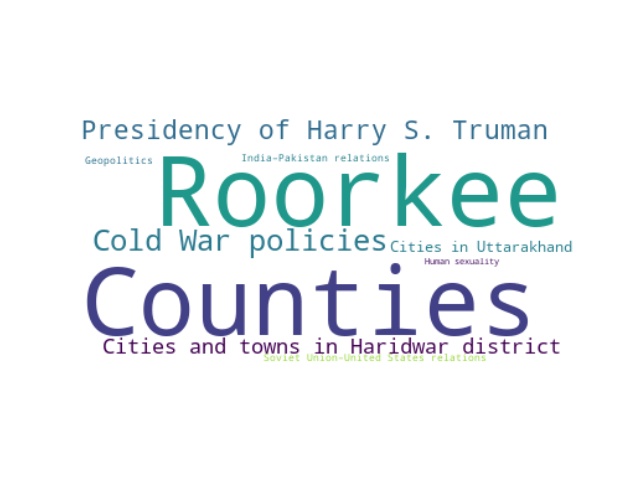 Presidency of Harry S. Truman
Geopolitics
India–Pakistan relations
Roorkee
Cold War policies
Cities in Uttarakhand
Human sexuality
Counties
Cities and towns in Haridwar district
Soviet Union–United States relations